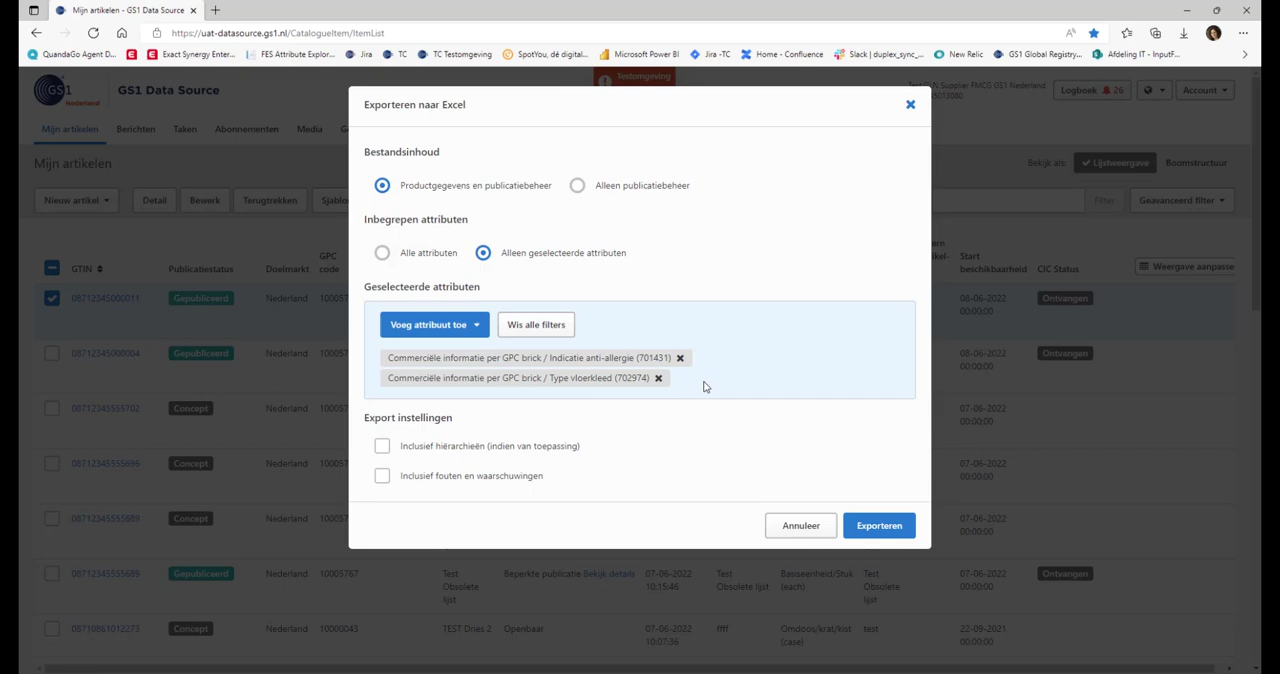 Mijn artikelen - GS1 Data Source
https://uat-datasource.gs1.nl/CatalogueItem/ItemList
QuandaGo Agent D...
Exact Synergy Enter...
FES Attribute Explor...
Jira
TC
TC Testomgeving
SpotYou, dé digital...
Microsoft Power BI
Jira -TC
Home - Confluence
Slack | duplex_sync_...
New Relic
GS1 Global Registry...
Afdeling IT - InputF...
GS1
Nederland
GS1 Data Source
Testomgeving
Logboek 26
Account
Mijn artikelen
Berichten
Taken
Abonnementen
Media
Mijn artikelen
Bekijk als:
Lijstweergave
Boomstructuur
Nieuw artikel
Detail
Bewerk
Terugtrekken
Filter
Geavanceerd filter
Exporteren naar Excel
Bestandsinhoud
Productgegevens en publicatiebeheer
Alleen publicatiebeheer
Inbegrepen attributen
Alle attributen
Alleen geselecteerde attributen
Geselecteerde attributen
Voeg attribuut toe
Wis alle filters
Commerciële informatie per GPC brick / Indicatie anti-allergie (701431)
Commerciële informatie per GPC brick / Type vloerkleed (702974)
Export instellingen
Inclusief hiërarchieën (indien van toepassing)
Inclusief fouten en waarschuwingen
Annuleer
Exporteren
GTIN
Publicatiestatus
Doelmarkt
GPC
code
Start
beschikbaarheid
CIC Status
Weergave aanpasse
08712345000011
Gepubliceerd
Nederland
08-06-2022
00:00:00
Ontvangen
08712345000004
Gepubliceerd
Nederland
08-06-2022
00:00:00
Ontvangen
08712345555702
Concept
Nederland
07-06-2022
00:00:00
08712345555696
Concept
Nederland
07-06-2022
00:00:00
Concept
Nederland
07-06-2022
00:00:00
08712345555689
Gepubliceerd
Nederland
10005767
Test
Obsolete
lijst
Beperkte publicatie Bekijk details
07-06-2022
10:15:46
Test
Obsolete lijst
Basiseenheid/Stuk
(each)
Test
Obsolete
lijst
07-06-2022
00:00:00
Ontvangen
08710861012273
Concept
Nederland
10000043
TEST Dries 2
Openbaar
07-06-2022
10:07:36
ffff
Omdoos/krat/kist
(case)
test
22-09-2021
00:00:00